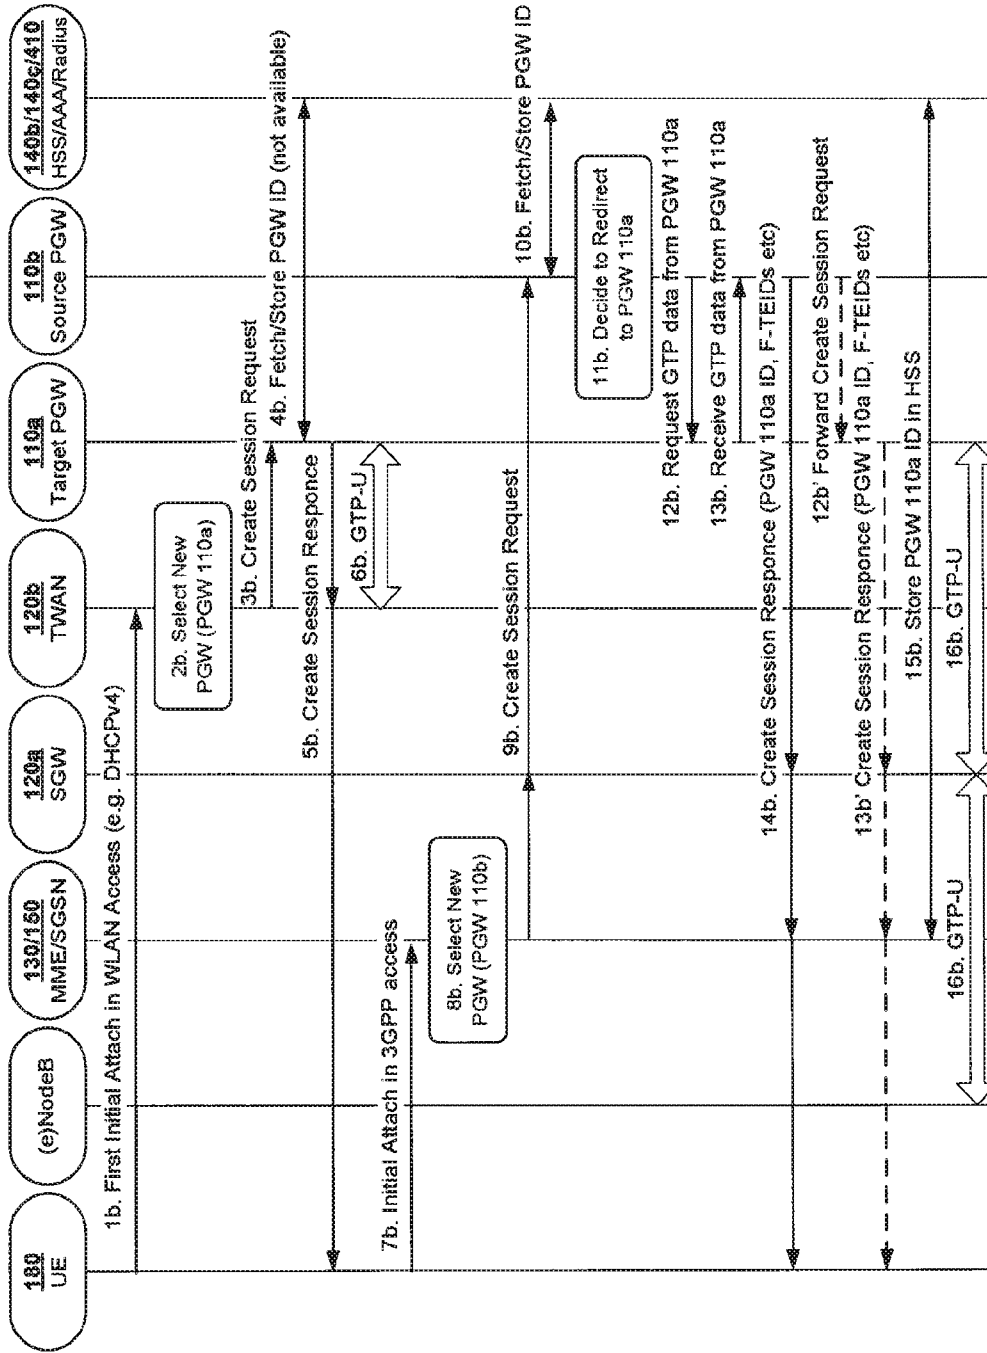 180
UE
(e)NodeB
130/150
MME/SGSN
120a
SGW
120b
TWAN
110a
Target PGW
110b
Source PGW
140b/140c/410
HSS/AAA/Radius
1b. First Initial Attach in WLAN Access (e.g. DHCPv4)
2b. Select New
PGW (PGW 110a)
3b. Create Session Request
4b. Fetch/Store PGW ID (not available)
5b. Create Session Responce
6b. GTP-U
7b. Initial Attach in 3GPP access
8b. Select New
PGW (PGW 110b)
9b. Create Session Request
10b. Fetch/Store PGW ID
11b. Decide to Redirect
to PGW 110a
12b. Request GTP data from PGW 110a
13b. Receive GTP data from PGW 110a
14b. Create Session Responce (PGW 110a ID, F-TEIDs etc)
12b' Forward Create Session Request
13b' Create Session Responce (PGW 110a ID, F-TEIDs etc)
15b. Store PGW 110a ID in HSS
16b. GTP-U
16b. GTP-U